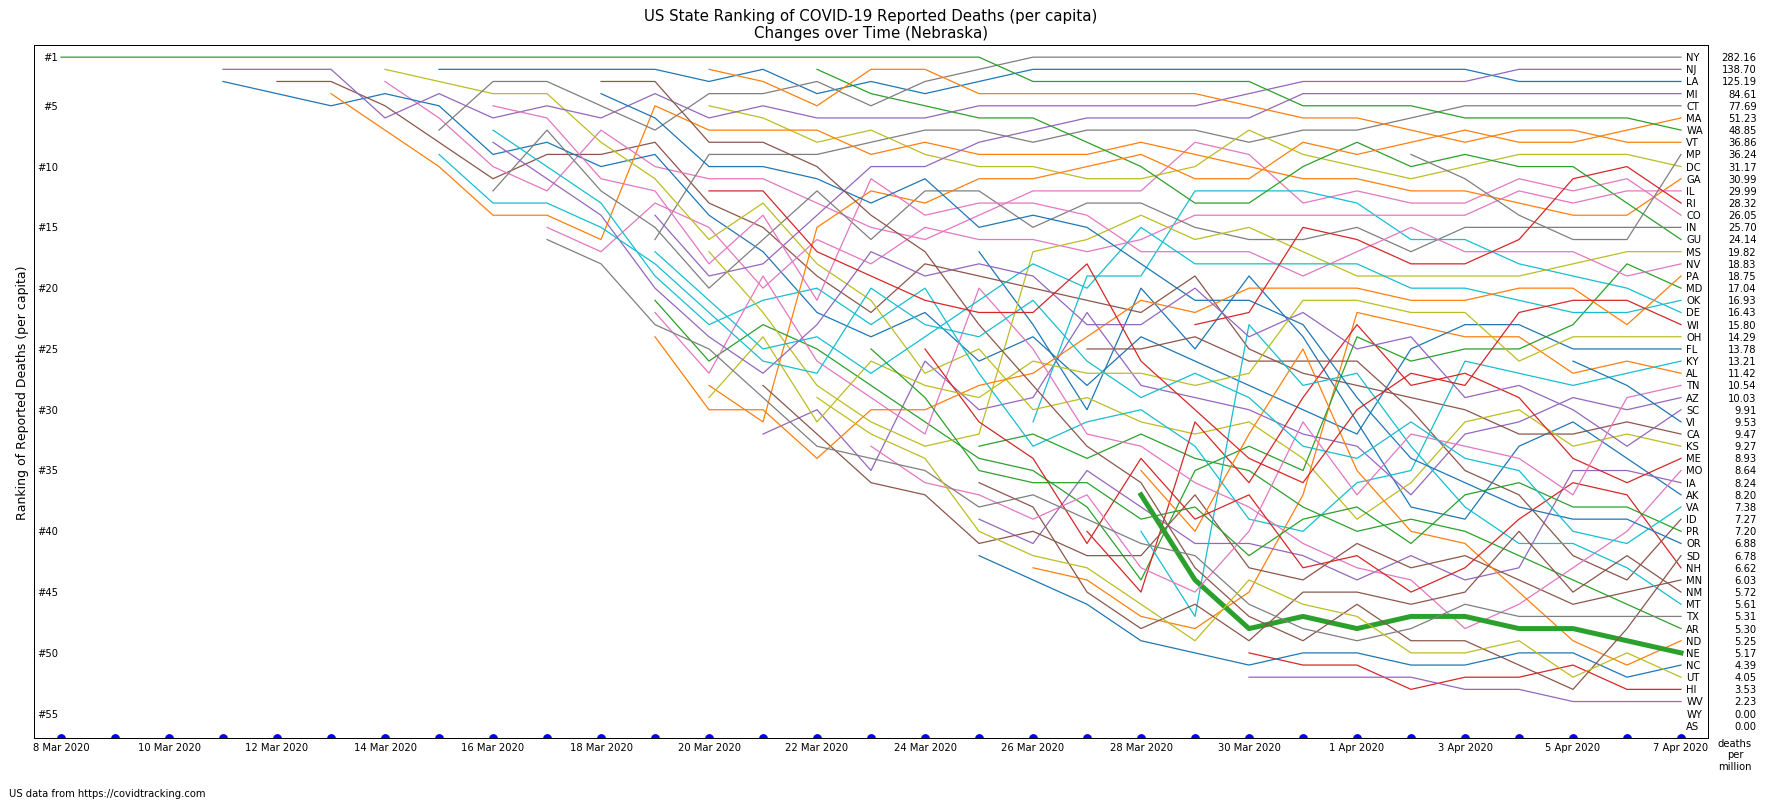 US State Ranking of COVID-19 Reported Deaths (per capita)
Changes over Time (Nebraska)
Ranking of Reported Deaths (per capita)
#1
#5
#10
#15
#20
#25
#30
#35
#40
#45
#50
#55
NY 282.16
NJ 138.70
LA 125.19
MI 84.61
CT 77.69
MA 51.23
WA 48.85
VT 36.86
MP 36.24
DC 31.17
GA 30.99
IL 29.99
RI 28.32
CO 26.05
IN 25.70
GU 24.14
MS 19.82
NV 18.83
PA 18.75
MD 17.04
OK 16.93
DE 16.43
WI 15.80
OH 14.29
FL 13.78
KY 13.21
AL 11.42
TN 10.54
AZ 10.03
SC 9.91
VI 9.53
CA 9.47
KS 9.27
ME 8.93
MO 8.64
IA 8.24
AK 8.20
VA 7.38
ID 7.27
PR 7.20
OR 6.88
SD 6.78
NH 6.62
MN 6.03
NM 5.72
MT 5.61
TX 5.31
AR 5.30
ND 5.25
NE 5.17
NC 4.39
UT 4.05
HI 3.53
WV 2.23
WY 0.00
AS 0.00
8 Mar 2020 10 Mar 2020 12 Mar 2020 14 Mar 2020 16 Mar 2020 18 Mar 2020 20 Mar 2020 22 Mar 2020 24 Mar 2020 26 Mar 2020 28 Mar 2020 30 Mar 2020 1 Apr 2020 3 Apr 2020 5 Apr 2020 7 Apr 2020
deaths
per
million
US data from https://covidtracking.com